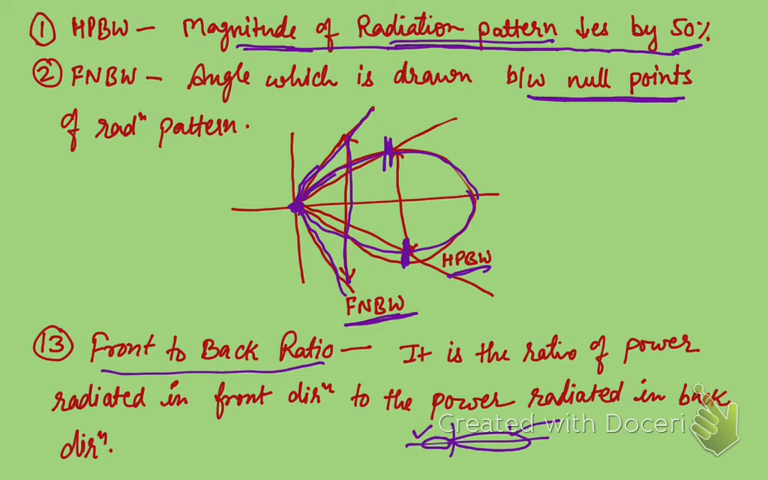 ① HPBW - Magnitude of Radiation pattern ↓es by 50%
② FNBW - Angle which is drawn b/w null points
of radⁿ pattern.
HPBW
FNBW
⑬ Front to Back Ratio - It is the ratio of power
radiated in front dirⁿ to the power radiated in back
dirⁿ.
Created with Doceri